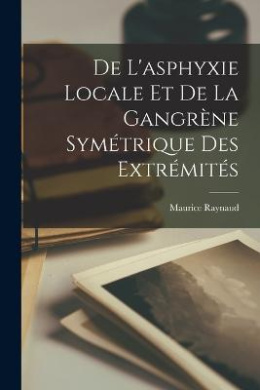 De L'asphyxie
Locale Et De La
Gangrène
Symétrique Des
Extrémités
Maurice Raynaud